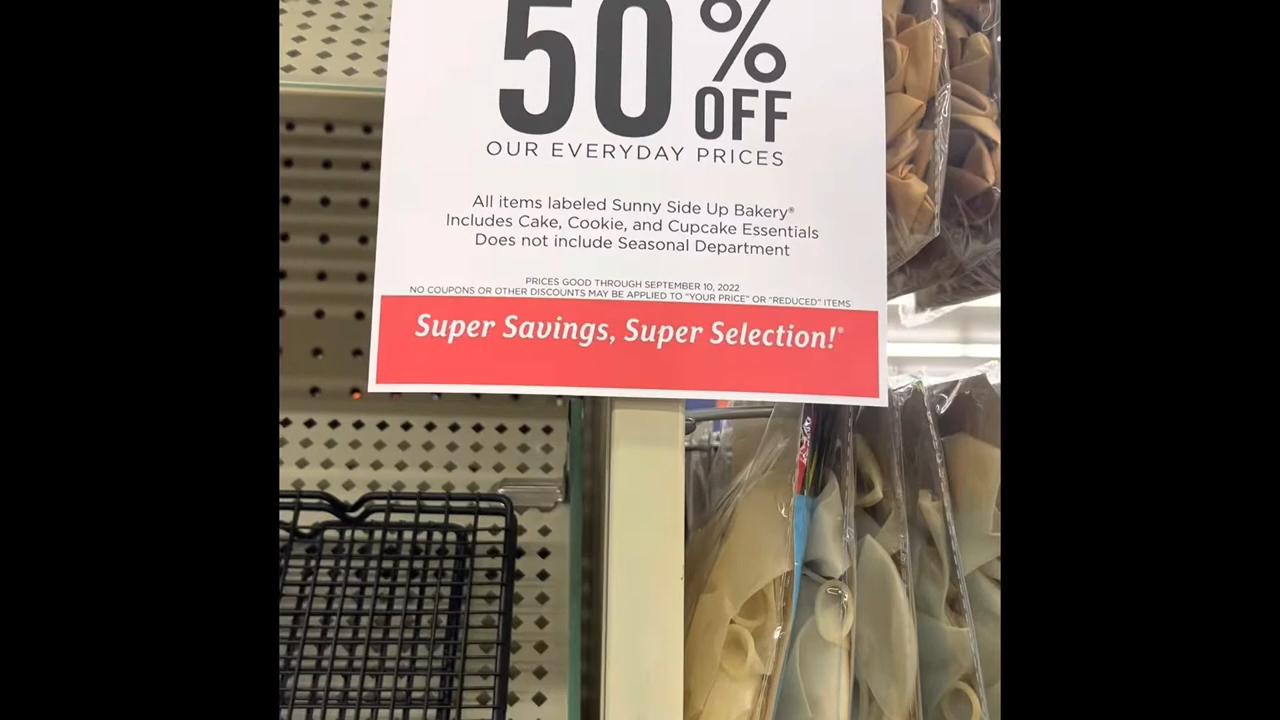 50%
OFF
OUR EVERYDAY PRICES
All items labeled Sunny Side Up Bakery®
Includes Cake, Cookie, and Cupcake Essentials
Does not include Seasonal Department
PRICES GOOD THROUGH SEPTEMBER 10, 2022
NO COUPONS OR OTHER DISCOUNTS MAY BE APPLIED TO "YOUR PRICE" OR "REDUCED" ITEMS
Super Savings, Super Selection!®